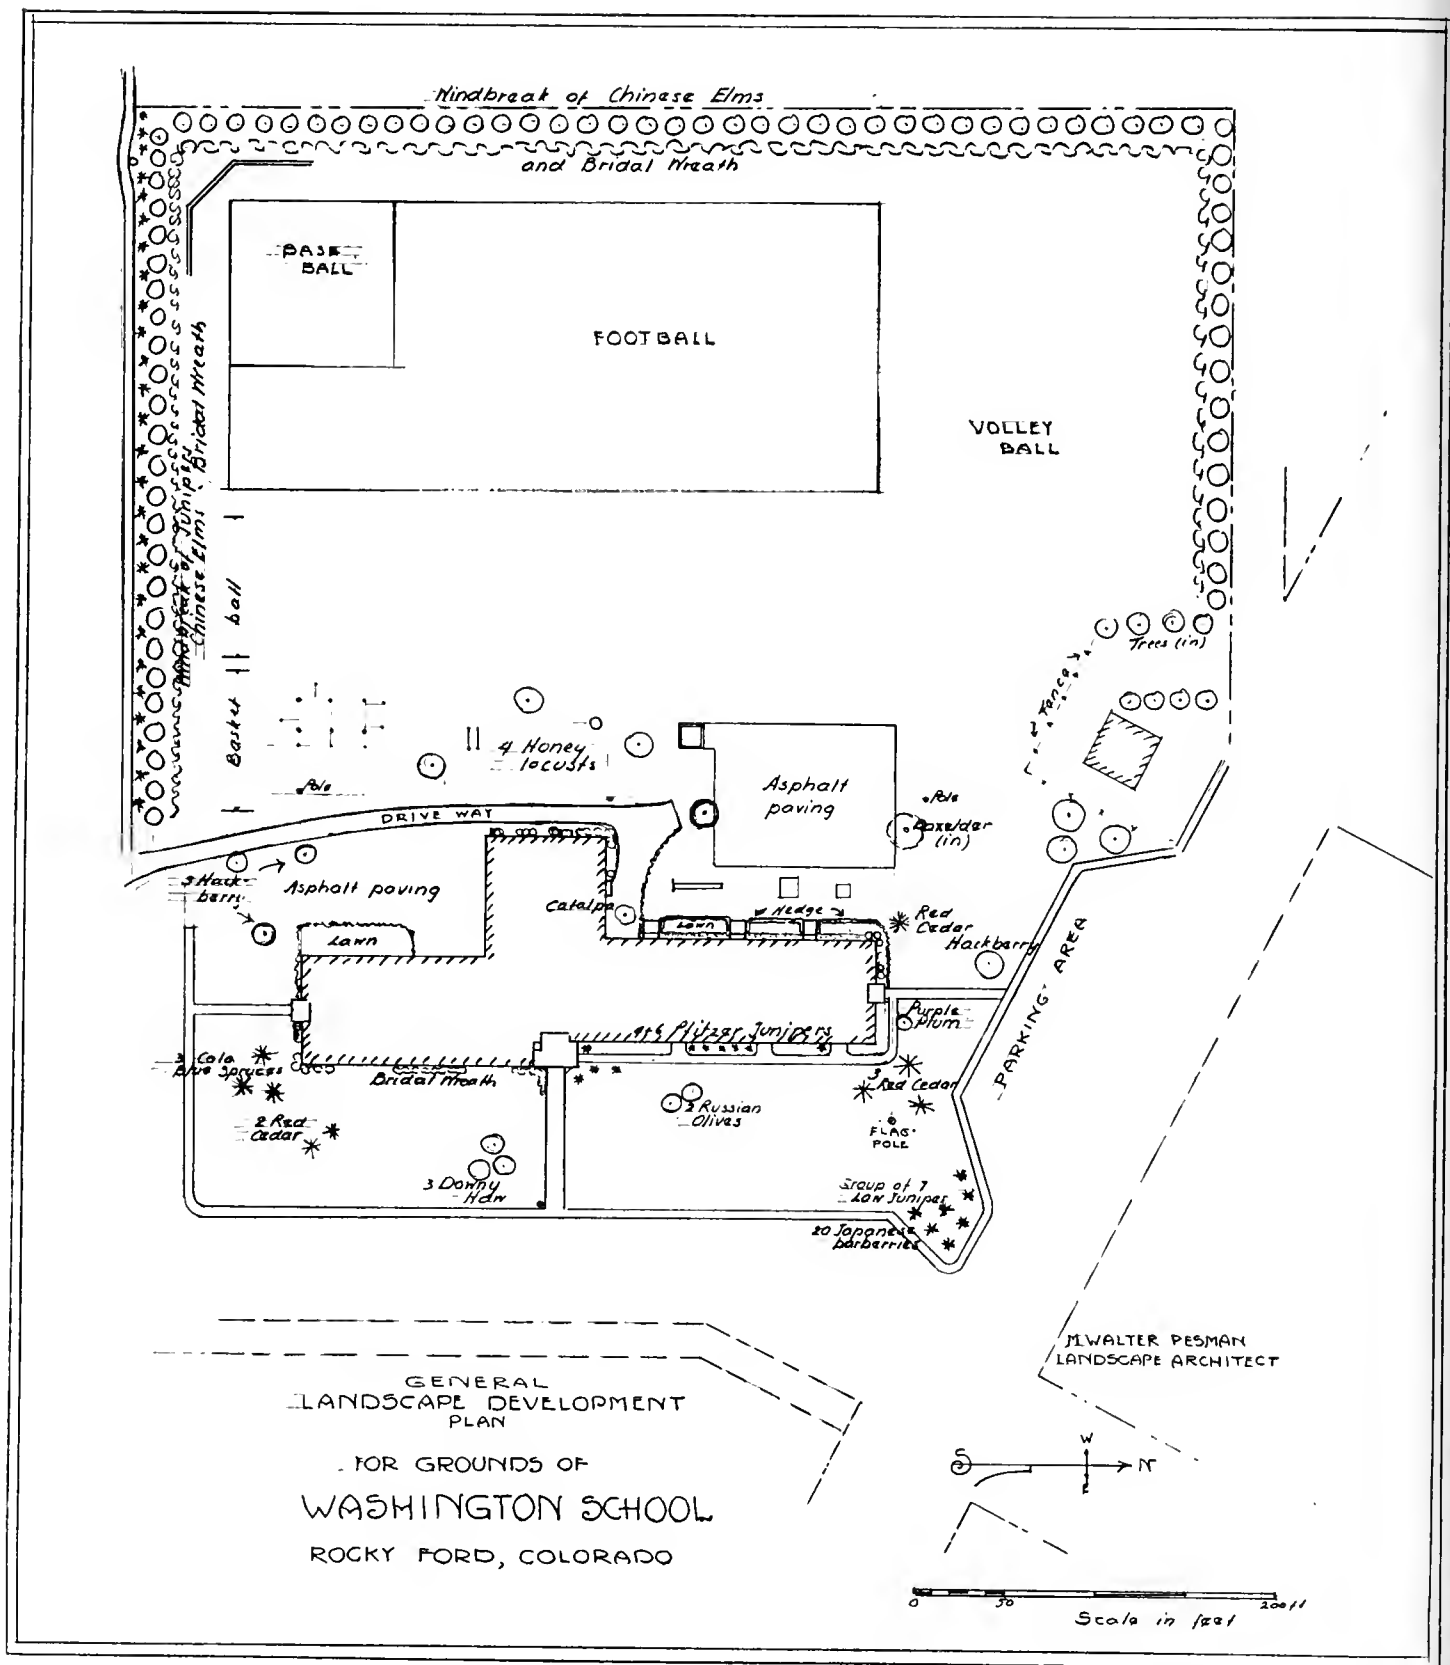 Windbreak of Chinese Elms
and Bridal Wreath
BASE
BALL
FOOTBALL
VOLLEY
BALL
Windbreak of Junipers
Chinese Elms Bridal Wreath
Basket ball
Trees (in)
Fence
4 Honey
locusts
Pole
DRIVE WAY
Asphalt
paving
Pole
Boxelder
(in)
3 Hack-
berry
Asphalt paving
Lawn
Catalpa
Lawn
Hedge
Red
Cedar
Hackberry
PARKING AREA
Purple
Plum
Pfitzer Junipers
3 Colo
Blue Spruces
Bridal Wreath
3
Red Cedar
2 Russian
Olives
2 Red
Cedar
FLAG
POLE
3 Downy
Haw
Group of 7
Low Juniper
20 Japanese
barberries
M. WALTER PESMAN
LANDSCAPE ARCHITECT
GENERAL
LANDSCAPE DEVELOPMENT
PLAN
FOR GROUNDS OF
WASHINGTON SCHOOL
ROCKY FORD, COLORADO
W
S N
0 50 200 ft
Scale in feet